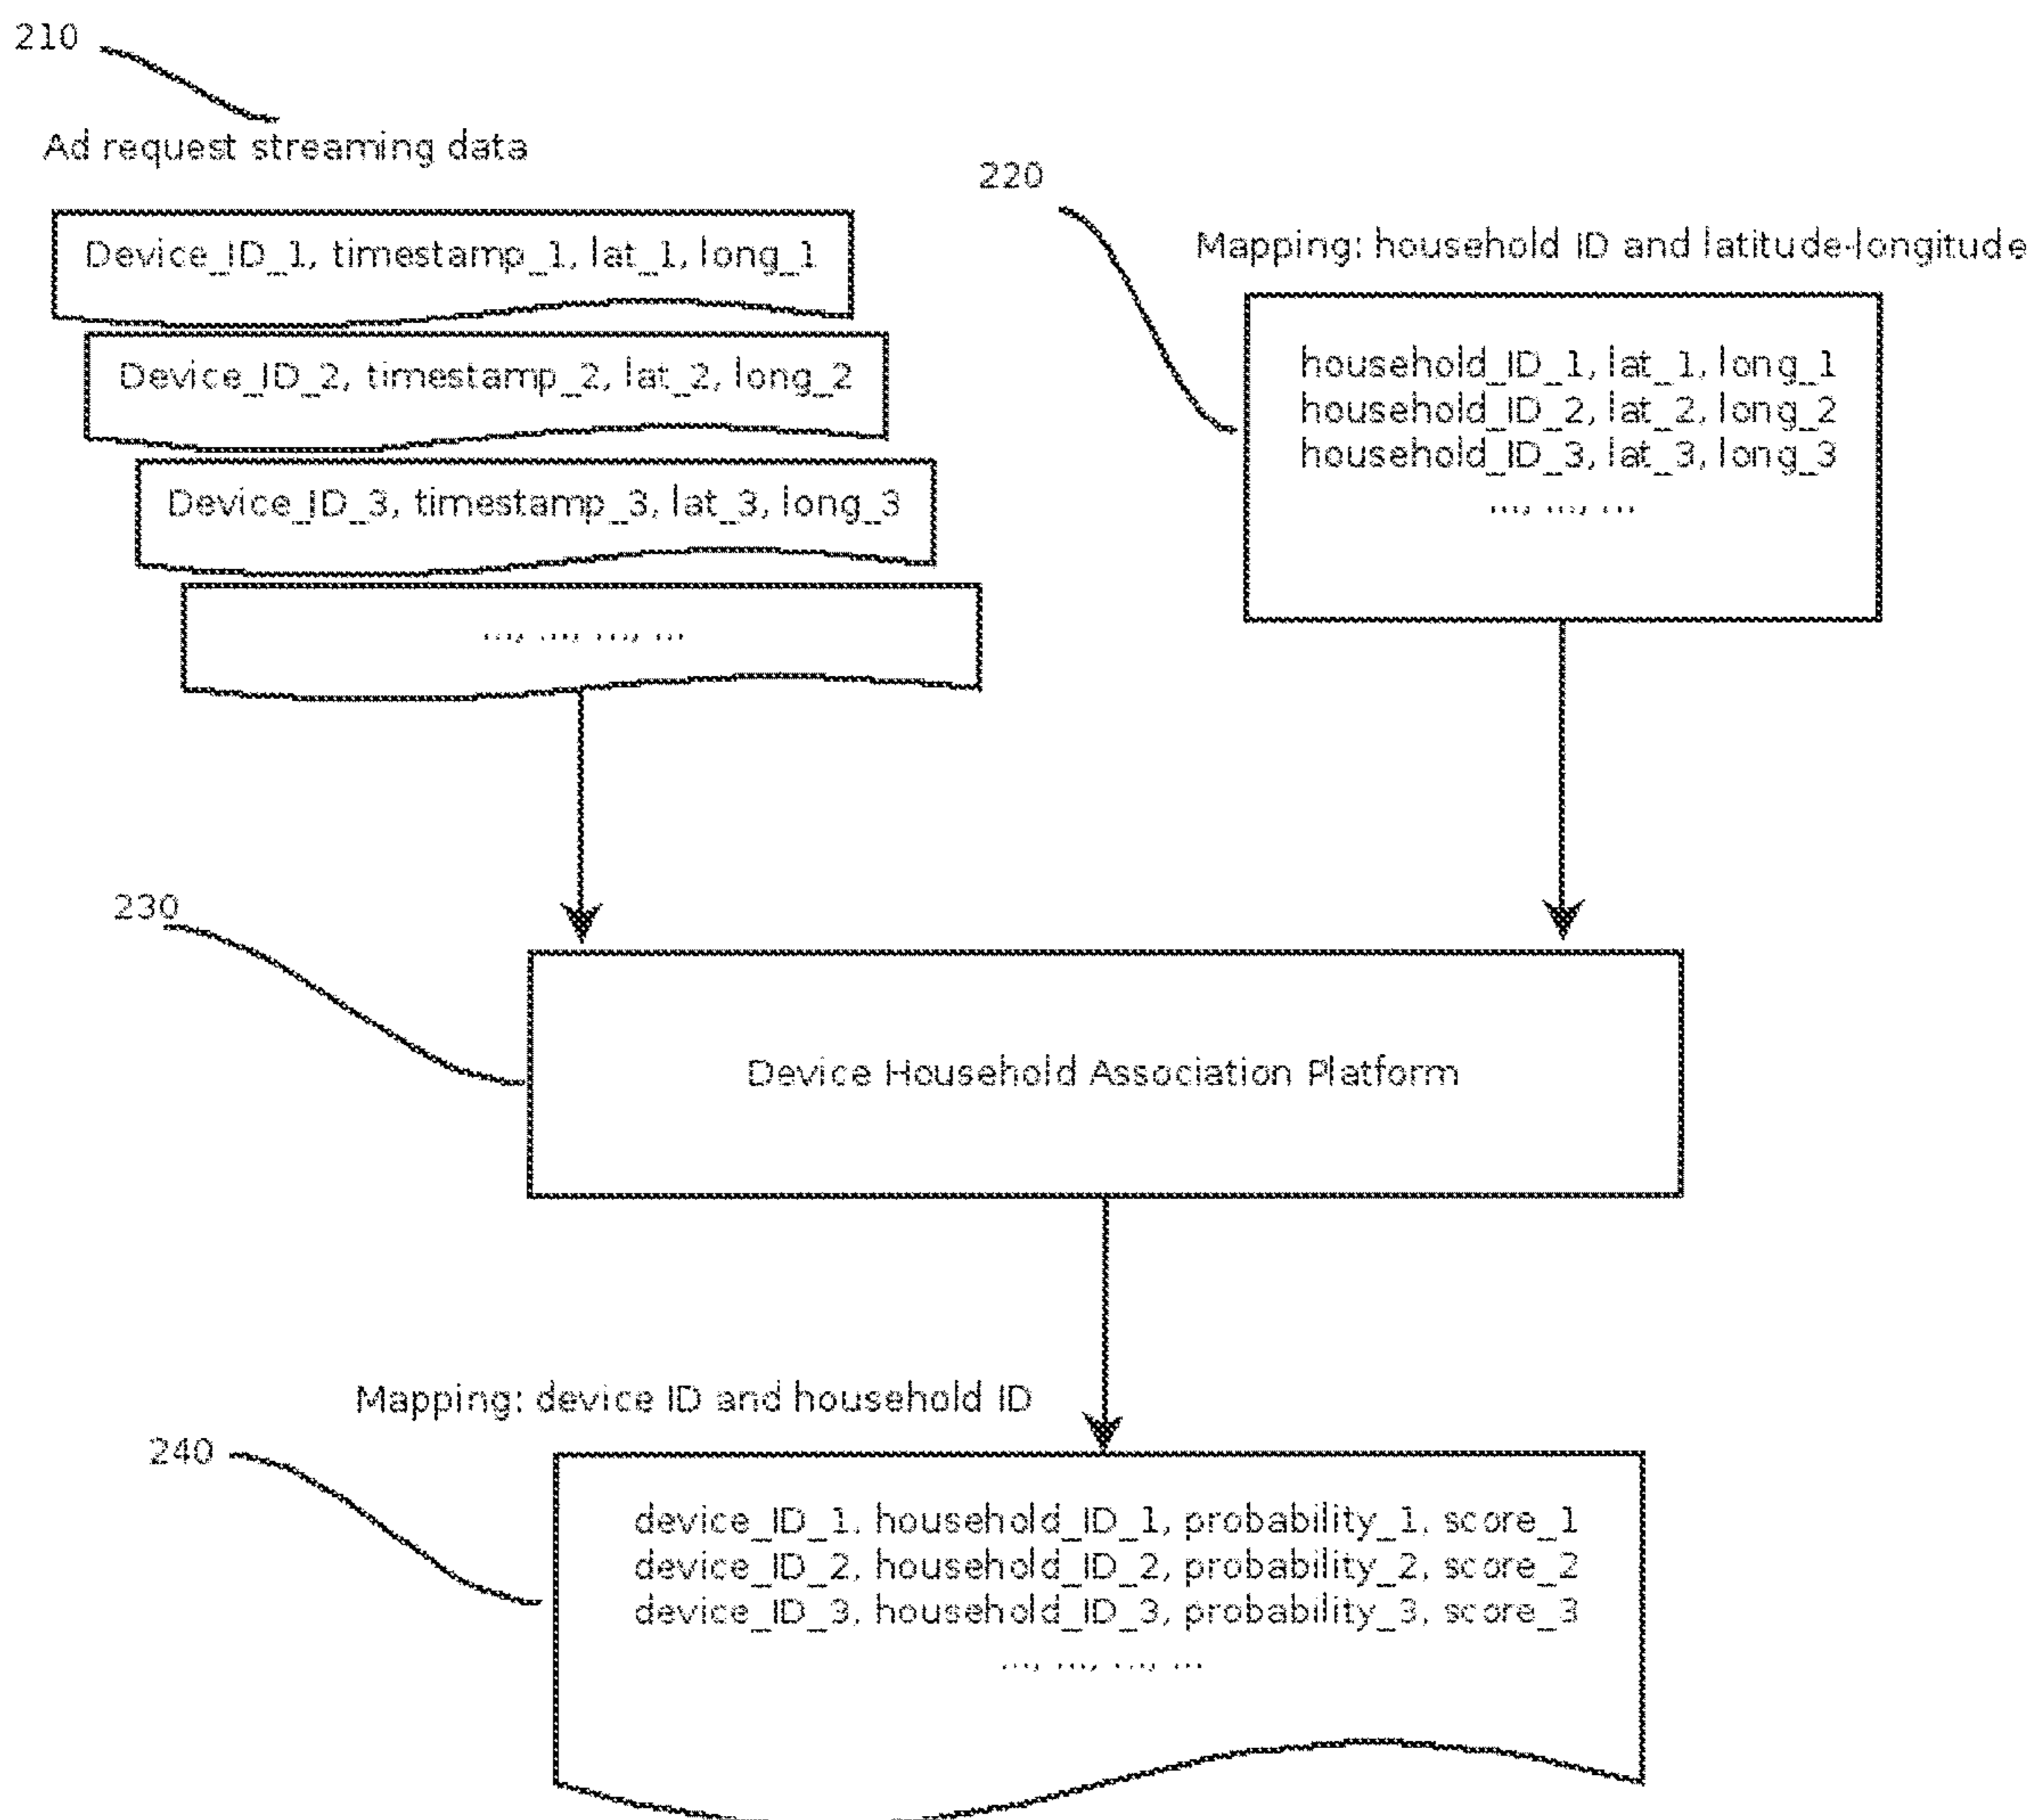 210
Ad request streaming data
Device_ID_1, timestamp_1, lat_1, long_1
Device_ID_2, timestamp_2, lat_2, long_2
Device_ID_3, timestamp_3, lat_3, long_3
..., ..., ..., ...
220
Mapping: household ID and latitude-longitude
household_ID_1, lat_1, long_1
household_ID_2, lat_2, long_2
household_ID_3, lat_3, long_3
..., ..., ...
230
Device Household Association Platform
Mapping: device ID and household ID
240
device_ID_1, household_ID_1, probability_1, score_1
device_ID_2, household_ID_2, probability_2, score_2
device_ID_3, household_ID_3, probability_3, score_3
..., ..., ..., ...